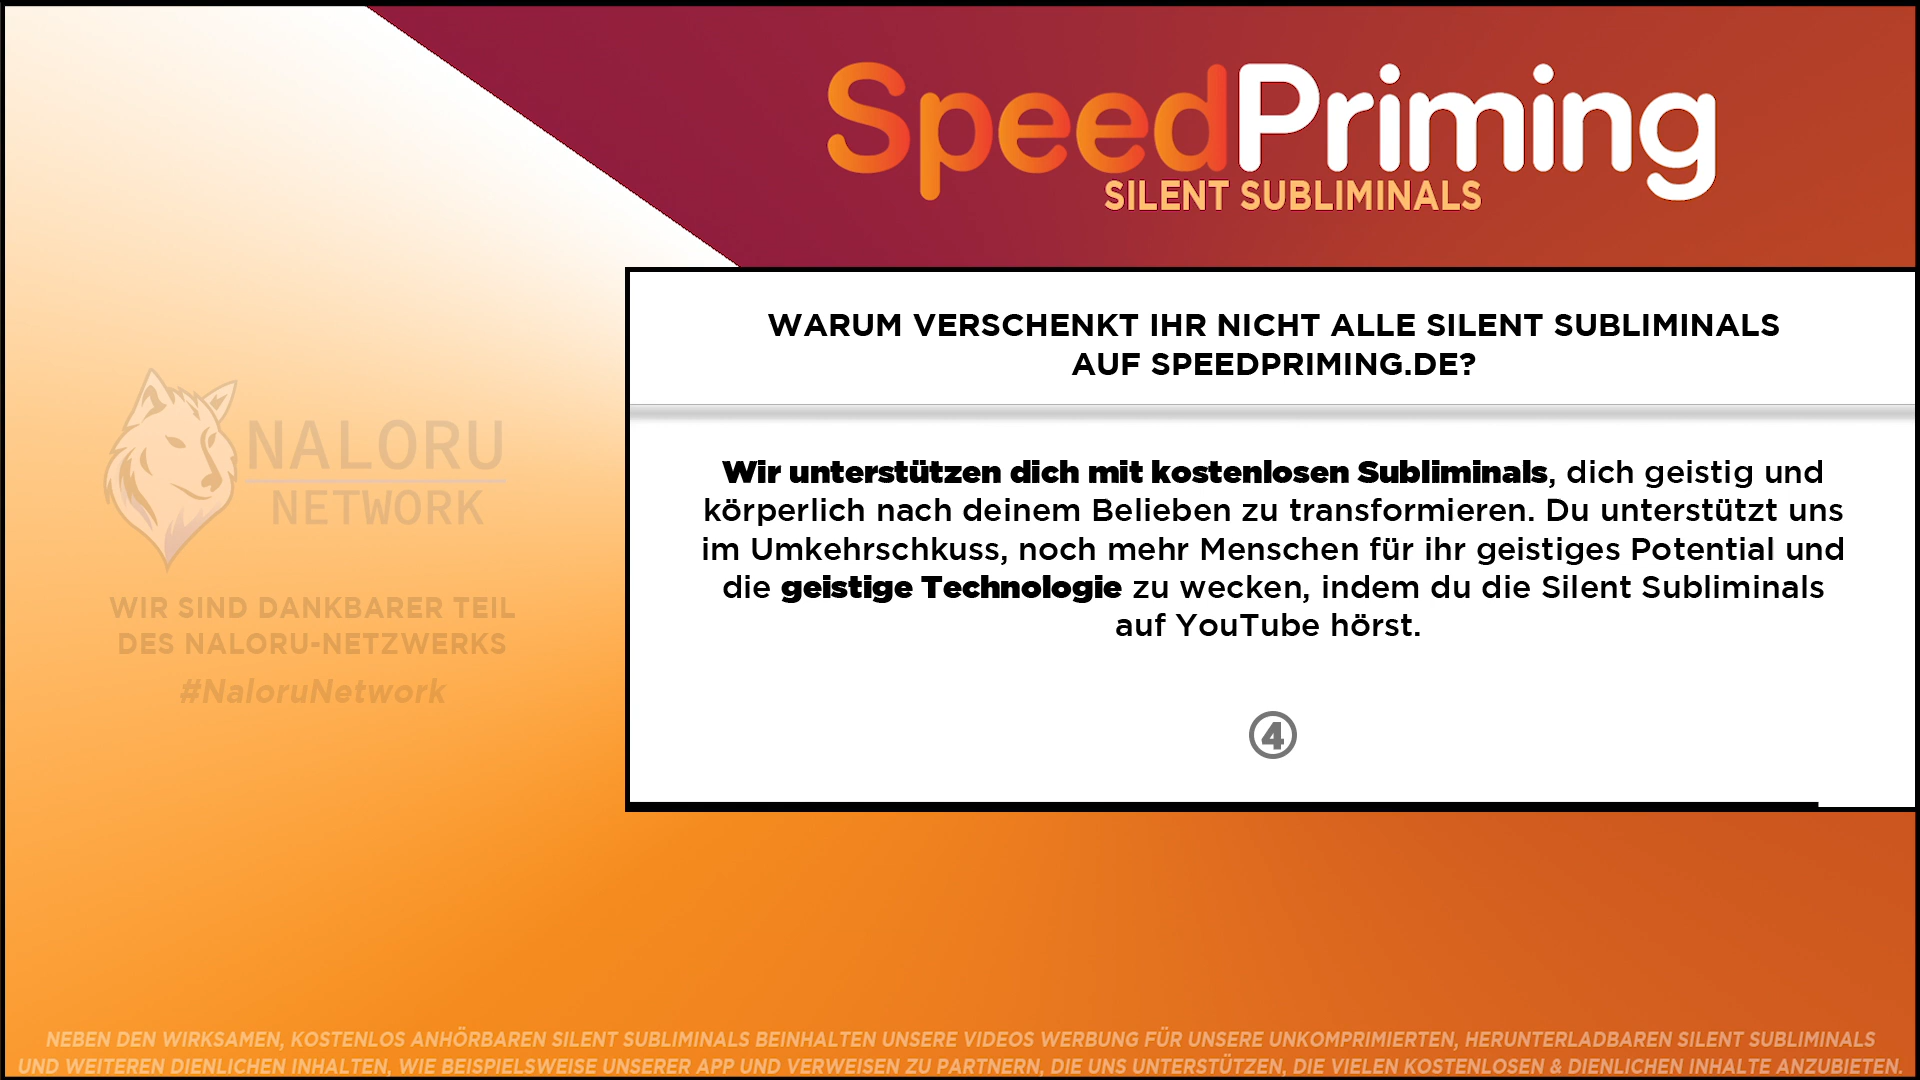 SpeedPriming
SILENT SUBLIMINALS
WARUM VERSCHENKT IHR NICHT ALLE SILENT SUBLIMINALS
AUF SPEEDPRIMING.DE?
Wir unterstützen dich mit kostenlosen Subliminals, dich geistig und
körperlich nach deinem Belieben zu transformieren. Du unterstützt uns
im Umkehrschkuss, noch mehr Menschen für ihr geistiges Potential und
die geistige Technologie zu wecken, indem du die Silent Subliminals
auf YouTube hörst.
4
NALORU
NETWORK
WIR SIND DANKBARER TEIL
DES NALORU-NETZWERKS
#NaloruNetwork
NEBEN DEN WIRKSAMEN, KOSTENLOS ANHÖRBAREN SILENT SUBLIMINALS BEINHALTEN UNSERE VIDEOS WERBUNG FÜR UNSERE UNKOMPRIMIERTEN, HERUNTERLADBAREN SILENT SUBLIMINALS
UND WEITEREN DIENLICHEN INHALTEN, WIE BEISPIELSWEISE UNSERER APP UND VERWEISEN ZU PARTNERN, DIE UNS UNTERSTÜTZEN, DIE VIELEN KOSTENLOSEN & DIENLICHEN INHALTE ANZUBIETEN.